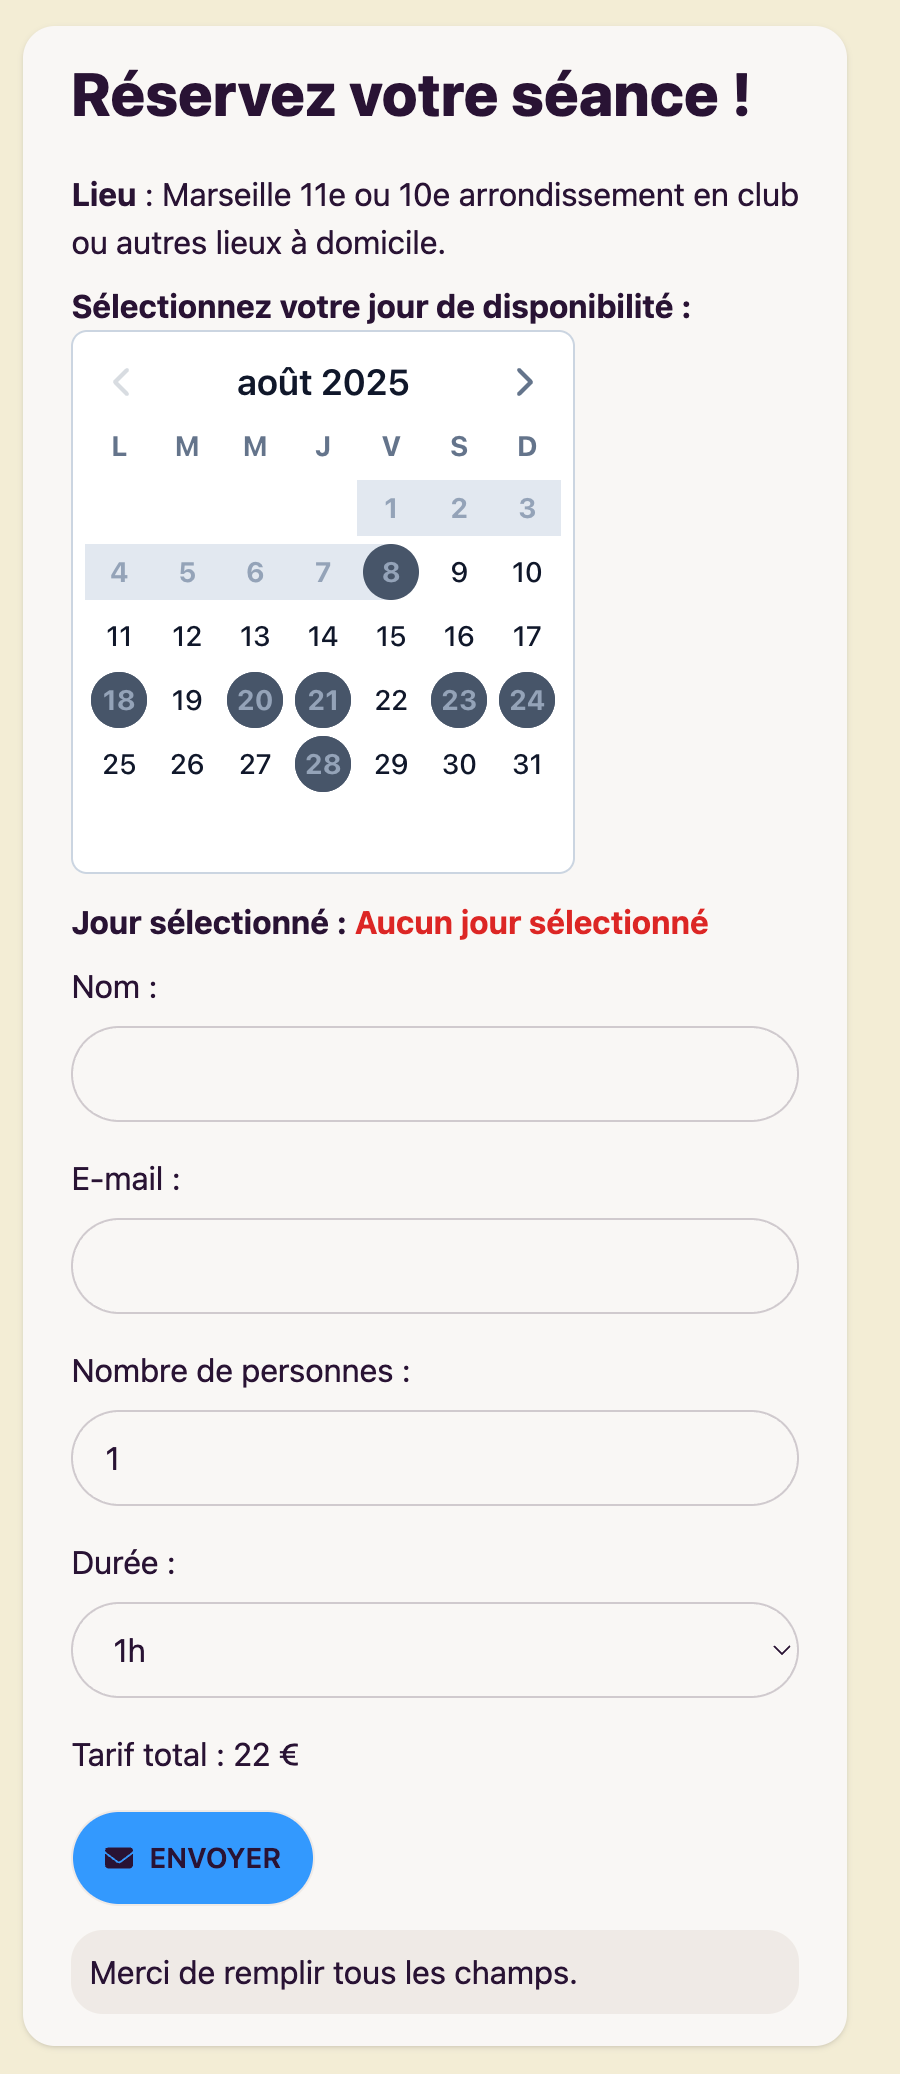 Réservez votre séance !
Lieu : Marseille 11e ou 10e arrondissement en club
ou autres lieux à domicile.
Sélectionnez votre jour de disponibilité :
août 2025
L M M J V S D
1 2 3
4 5 6 7 8 9 10
11 12 13 14 15 16 17
18 19 20 21 22 23 24
25 26 27 28 29 30 31
Jour sélectionné : Aucun jour sélectionné
Nom :
E-mail :
Nombre de personnes :
1
Durée :
1h
Tarif total : 22 €
ENVOYER
Merci de remplir tous les champs.